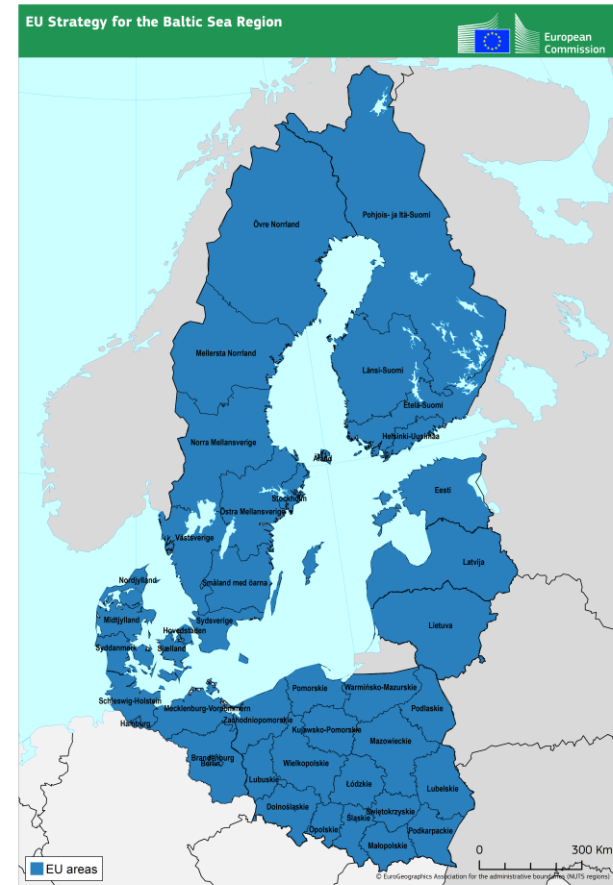 EU Strategy for the Baltic Sea Region
European
Commission
Övre Norrland
Pohjois- ja Itä-Suomi
Mellersta Norrland
Länsi-Suomi
Etelä-Suomi
Helsinki-Uusimaa
Norra Mellansverige
Åland
Stockholm
Östra Mellansverige
Eesti
Västsverige
Latvija
Småland med öarna
Nordjylland
Midtjylland
Hovedstaden
Sydsverige
Lietuva
Syddanmark
Sjælland
Schleswig-Holstein
Mecklenburg-Vorpommern
Hamburg
Zachodniopomorskie
Pomorskie
Warmińsko-Mazurskie
Podlaskie
Kujawsko-Pomorskie
Mazowieckie
Brandenburg
Berlin
Wielkopolskie
Lubuskie
Łódzkie
Lubelskie
Dolnośląskie
Świętokrzyskie
Śląskie
Opolskie
Podkarpackie
Małopolskie
0 300 Km
EU areas
© EuroGeographics Association for the administrative boundaries (NUTS regions)